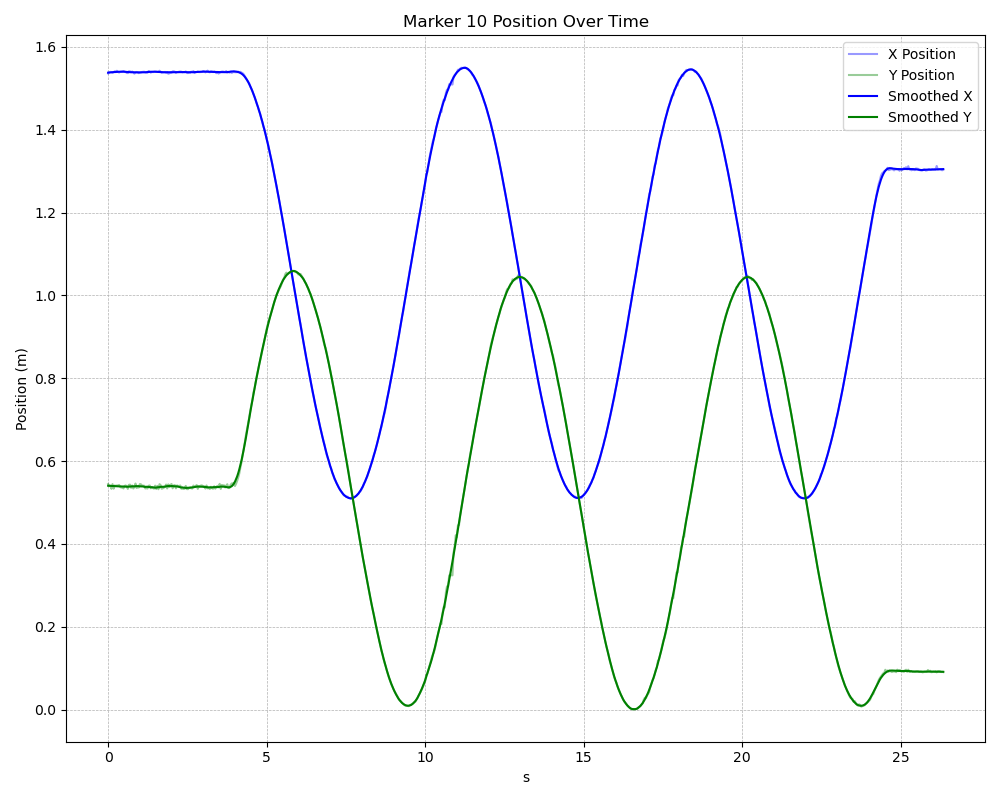 Marker 10 Position Over Time
X Position
Y Position
Smoothed X
Smoothed Y
Position (m)
1.6
1.4
1.2
1.0
0.8
0.6
0.4
0.2
0.0
0 5 10 15 20 25
s